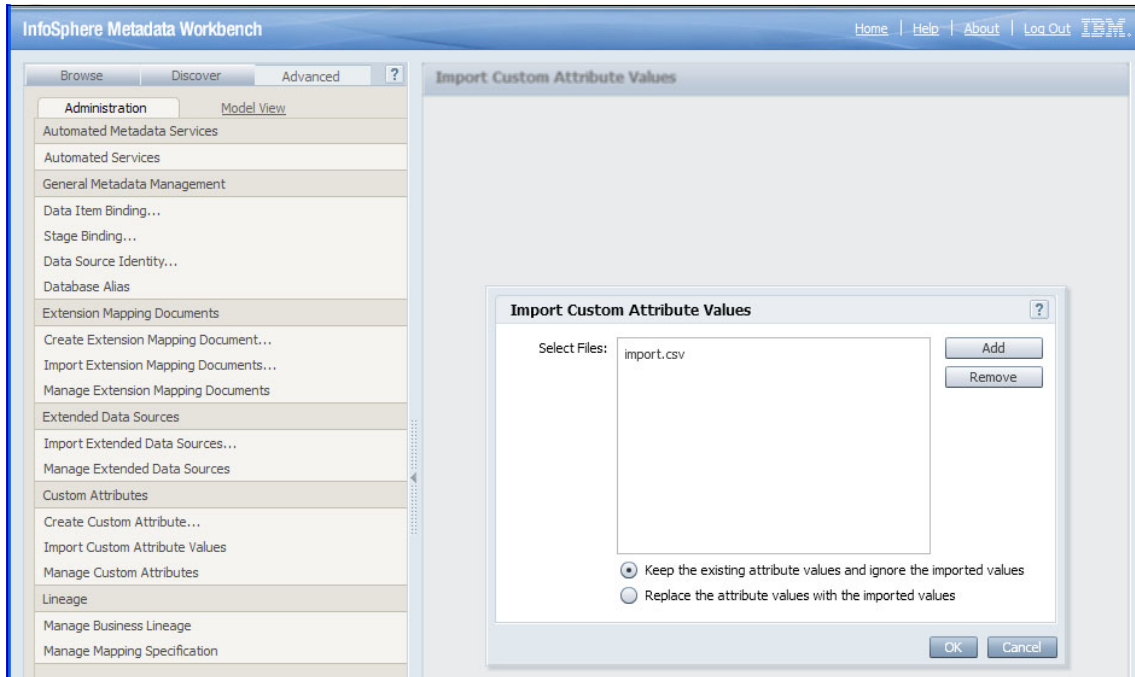 InfoSphere Metadata Workbench
Home | Help | About | Log Out IBM.
Browse Discover Advanced ?
Administration Model View
Automated Metadata Services
Automated Services
General Metadata Management
Data Item Binding...
Stage Binding...
Data Source Identity...
Database Alias
Extension Mapping Documents
Create Extension Mapping Document...
Import Extension Mapping Documents...
Manage Extension Mapping Documents
Extended Data Sources
Import Extended Data Sources...
Manage Extended Data Sources
Custom Attributes
Create Custom Attribute...
Import Custom Attribute Values
Manage Custom Attributes
Lineage
Manage Business Lineage
Manage Mapping Specification
Import Custom Attribute Values
Import Custom Attribute Values ?
Select Files: import.csv
Add
Remove
Keep the existing attribute values and ignore the imported values
Replace the attribute values with the imported values
OK Cancel